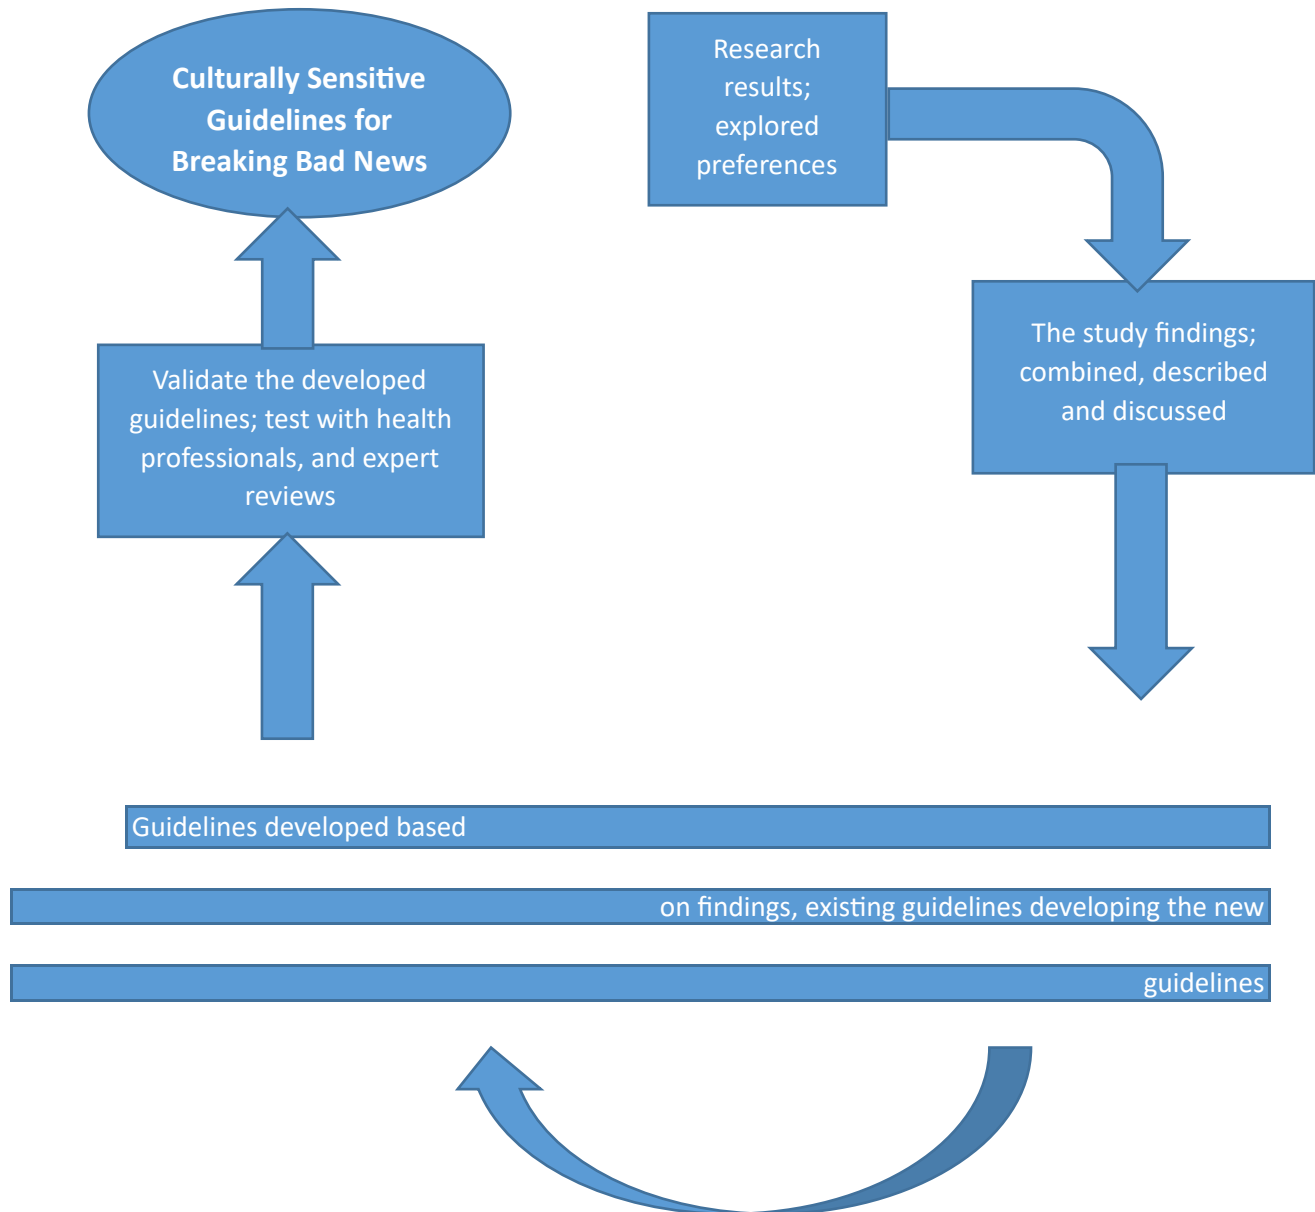 Culturally Sensitive
Guidelines for
Breaking Bad News
Research
results;
explored
preferences
The study findings;
combined, described
and discussed
Validate the developed
guidelines; test with health
professionals, and expert
reviews
Guidelines developed based
on findings, existing guidelines developing the new
guidelines